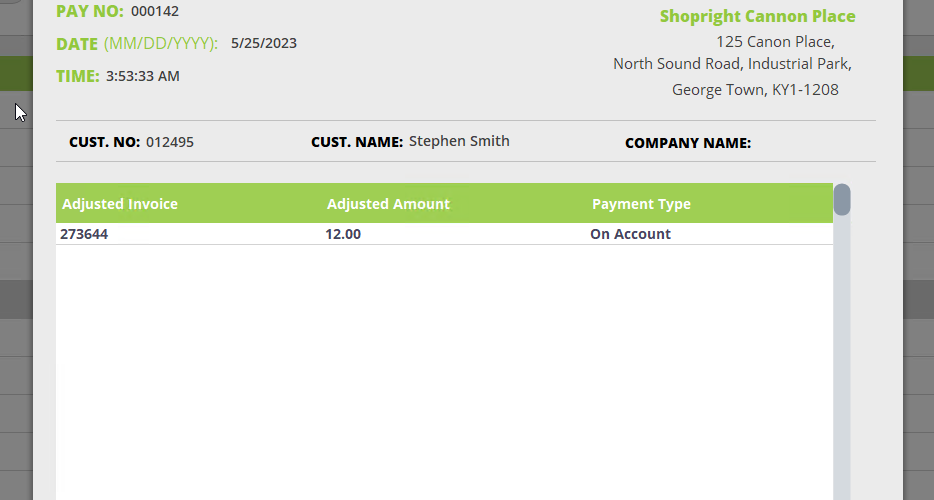 PAY NO: 000142
DATE (MM/DD/YYYY): 5/25/2023
TIME: 3:53:33 AM
Shopright Cannon Place
125 Canon Place,
North Sound Road, Industrial Park,
George Town, KY1-1208
CUST. NO: 012495 CUST. NAME: Stephen Smith COMPANY NAME:
Adjusted Invoice Adjusted Amount Payment Type
273644 12.00 On Account